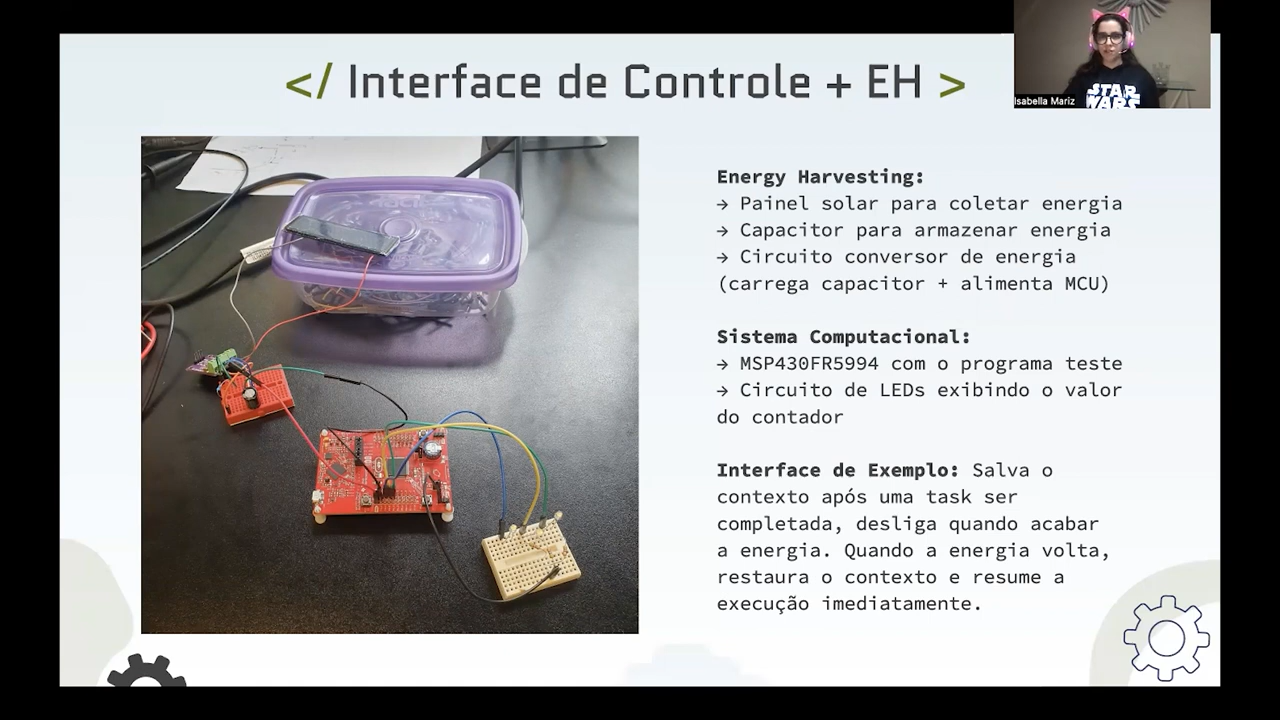 </ Interface de Controle + EH >
Isabella Mariz
STAR
WARS
Energy Harvesting:
→ Painel solar para coletar energia
→ Capacitor para armazenar energia
→ Circuito conversor de energia
(carrega capacitor + alimenta MCU)
Sistema Computacional:
→ MSP430FR5994 com o programa teste
→ Circuito de LEDs exibindo o valor
do contador
Interface de Exemplo: Salva o
contexto após uma task ser
completada, desliga quando acabar
a energia. Quando a energia volta,
restaura o contexto e resume a
execução imediatamente.